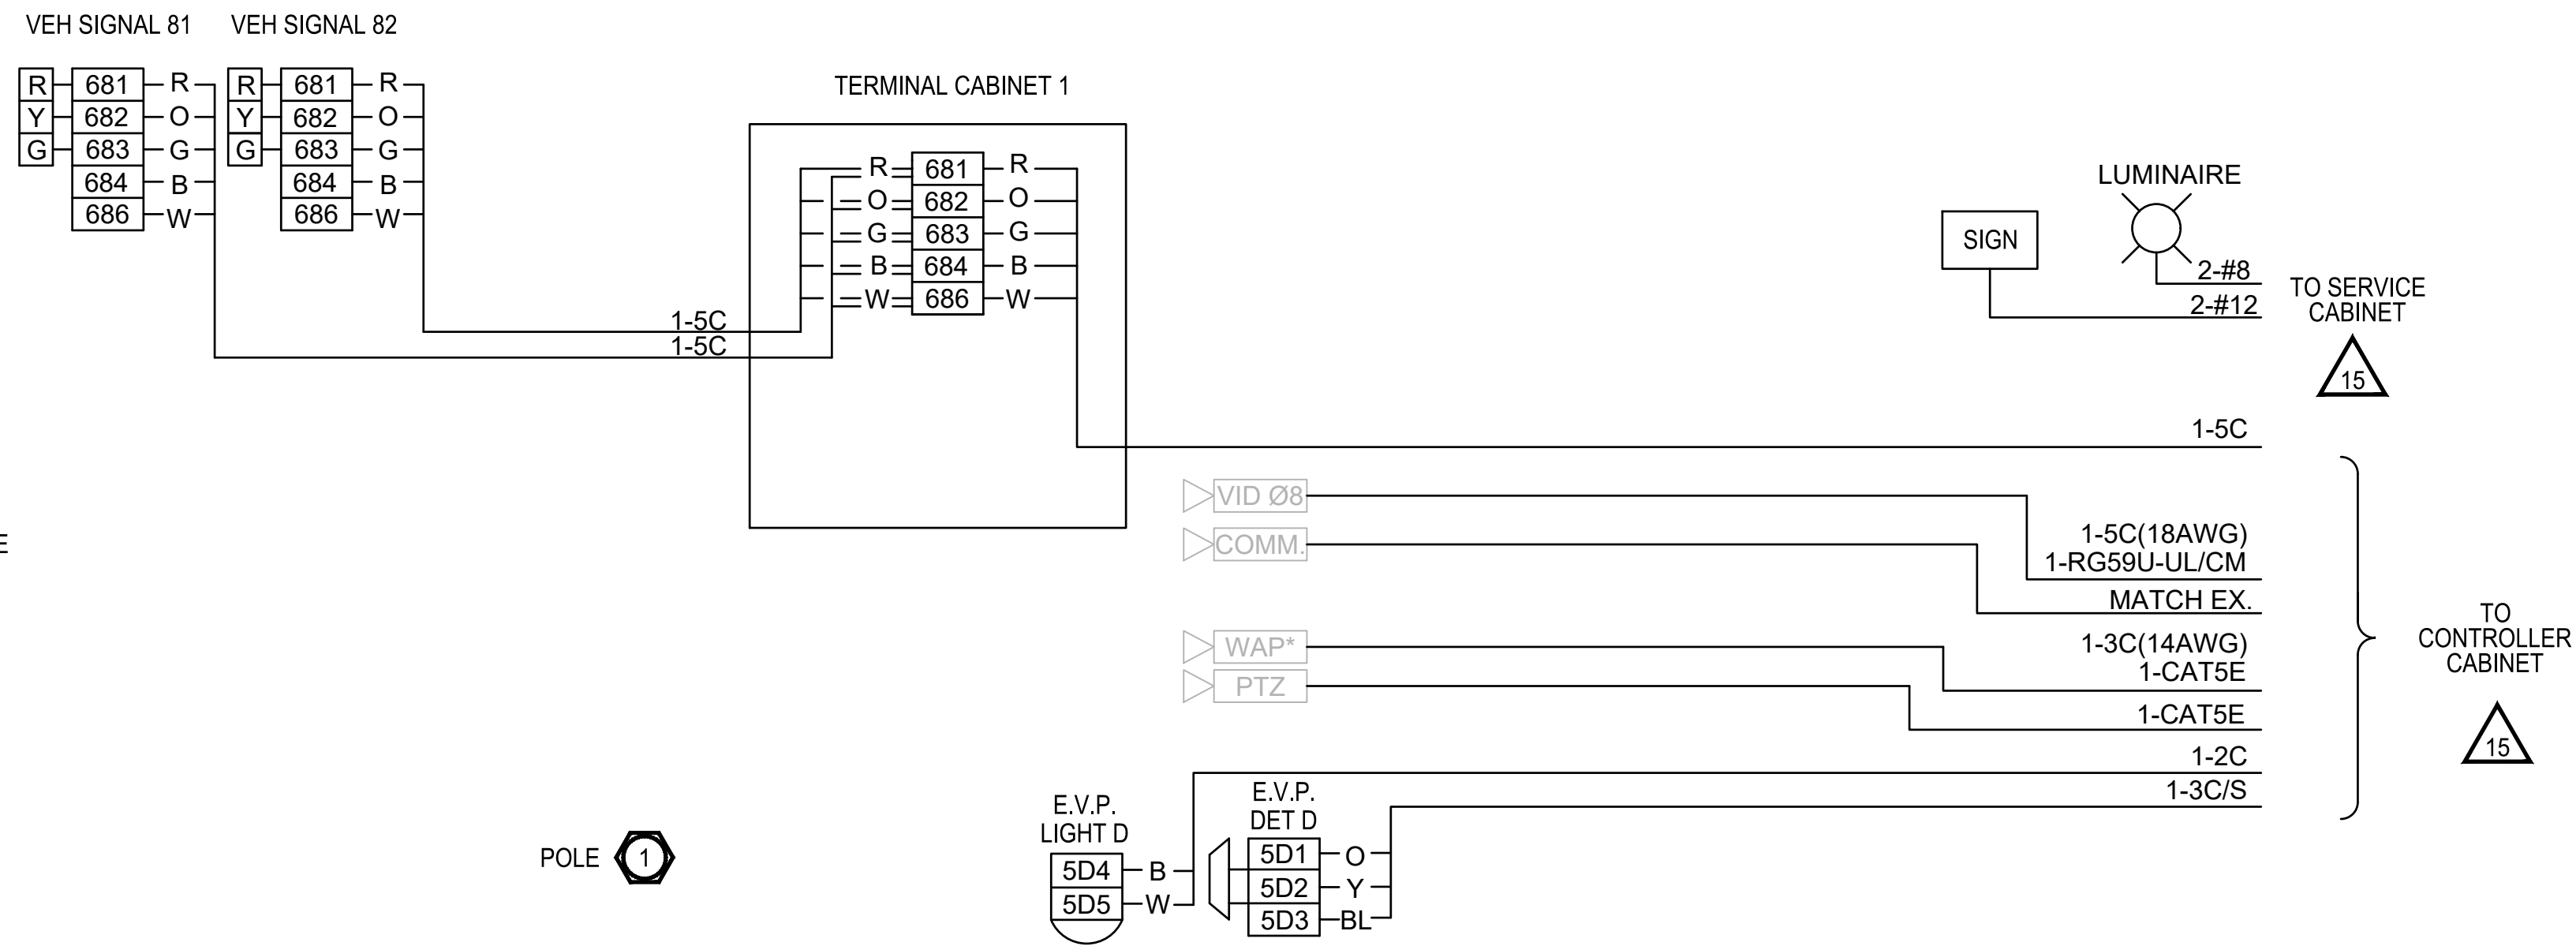 VEH SIGNAL 81
R 681 R
Y 682 O
G 683 G
684 B
686 W
VEH SIGNAL 82
R 681 R
Y 682 O
G 683 G
684 B
686 W
1-5C
1-5C
TERMINAL CABINET 1
R 681 R
O 682 O
G 683 G
B 684 B
W 686 W
SIGN
LUMINAIRE
2-#8
2-#12
TO SERVICE
CABINET
15
1-5C
VID Ø8
1-5C(18AWG)
1-RG59U-UL/CM
COMM.
MATCH EX.
WAP*
1-3C(14AWG)
1-CAT5E
PTZ
1-CAT5E
1-2C
1-3C/S
TO
CONTROLLER
CABINET
15
E.V.P.
LIGHT D
5D4 B
5D5 W
E.V.P.
DET D
5D1 O
5D2 Y
5D3 BL
POLE 1
E